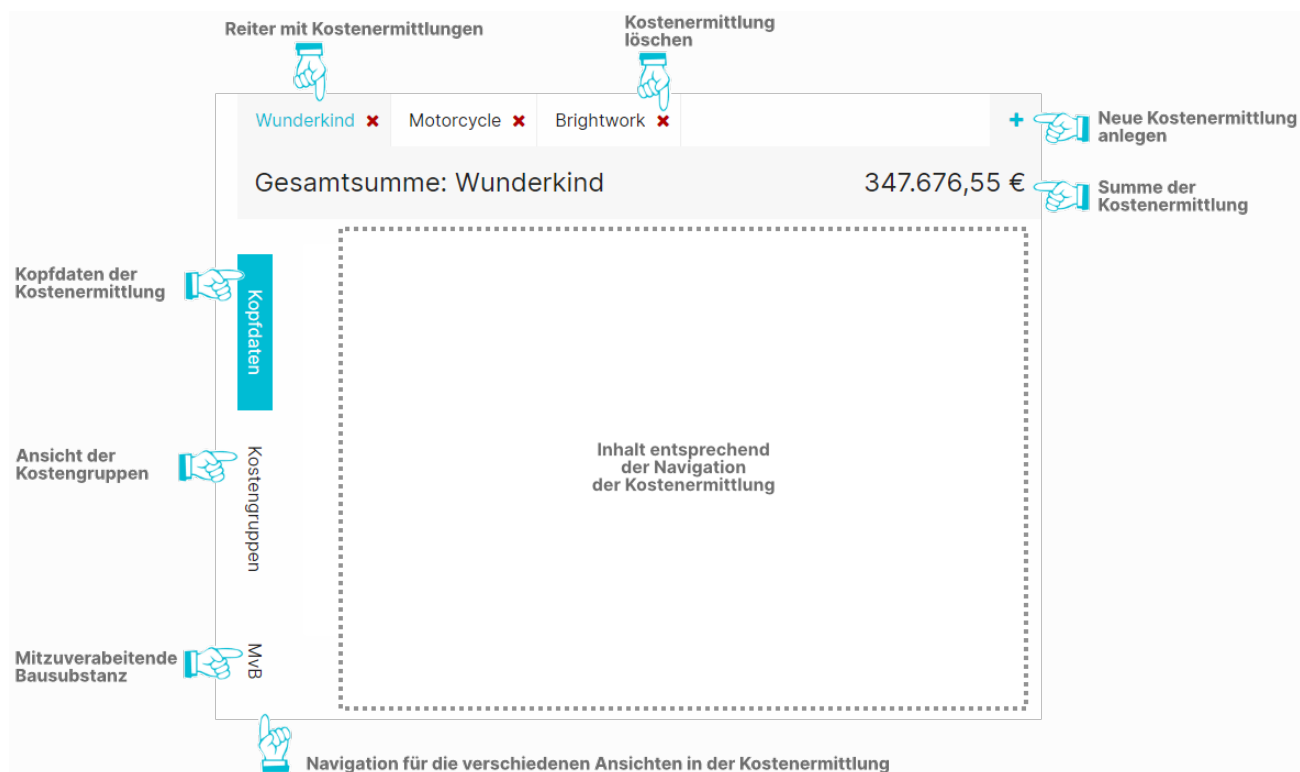 Reiter mit Kostenermittlungen
Kostenermittlung
löschen
Wunderkind ✖ Motorcycle ✖ Brightwork ✖ +
Neue Kostenermittlung
anlegen
Gesamtsumme: Wunderkind 347.676,55 €
Summe der
Kostenermittlung
Kopfdaten der
Kostenermittlung
Kopfdaten
Ansicht der
Kostengruppen
Kostengruppen
Inhalt entsprechend
der Navigation
der Kostenermittlung
Mitzuverabeitende
Bausubstanz
MvB
Navigation für die verschiedenen Ansichten in der Kostenermittlung